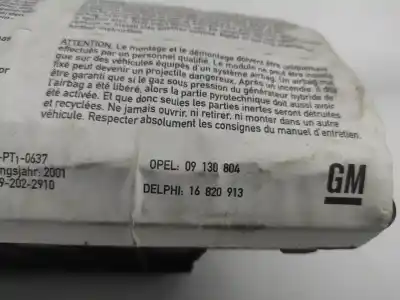 ATTENTION. Le montage et le démontage doivent être uniquement
effectués par un personnel qualifié. Le module ne peut être monté
que sur des véhicules équipés d'un système airbag. Un airbag mal
fixé peut devenir un projectile dangereux. Après un incendie, il doit
être garanti que si le gaz sous pression du générateur hybride de
l'airbag a été libéré, alors la partie pyrotechnique doit aussi avoir
été activée. Et que donc seules les parties inertes seront détruites
et recyclées. Ne jamais ouvrir, ni retirer, ni monter dans un autre
véhicule. Respecter absolument les consignes du manuel d'entretien.
or
-PT1-0637
ngsjahr: 2001
9-202-2910
OPEL: 09 130 804
DELPHI: 16 820 913
GM